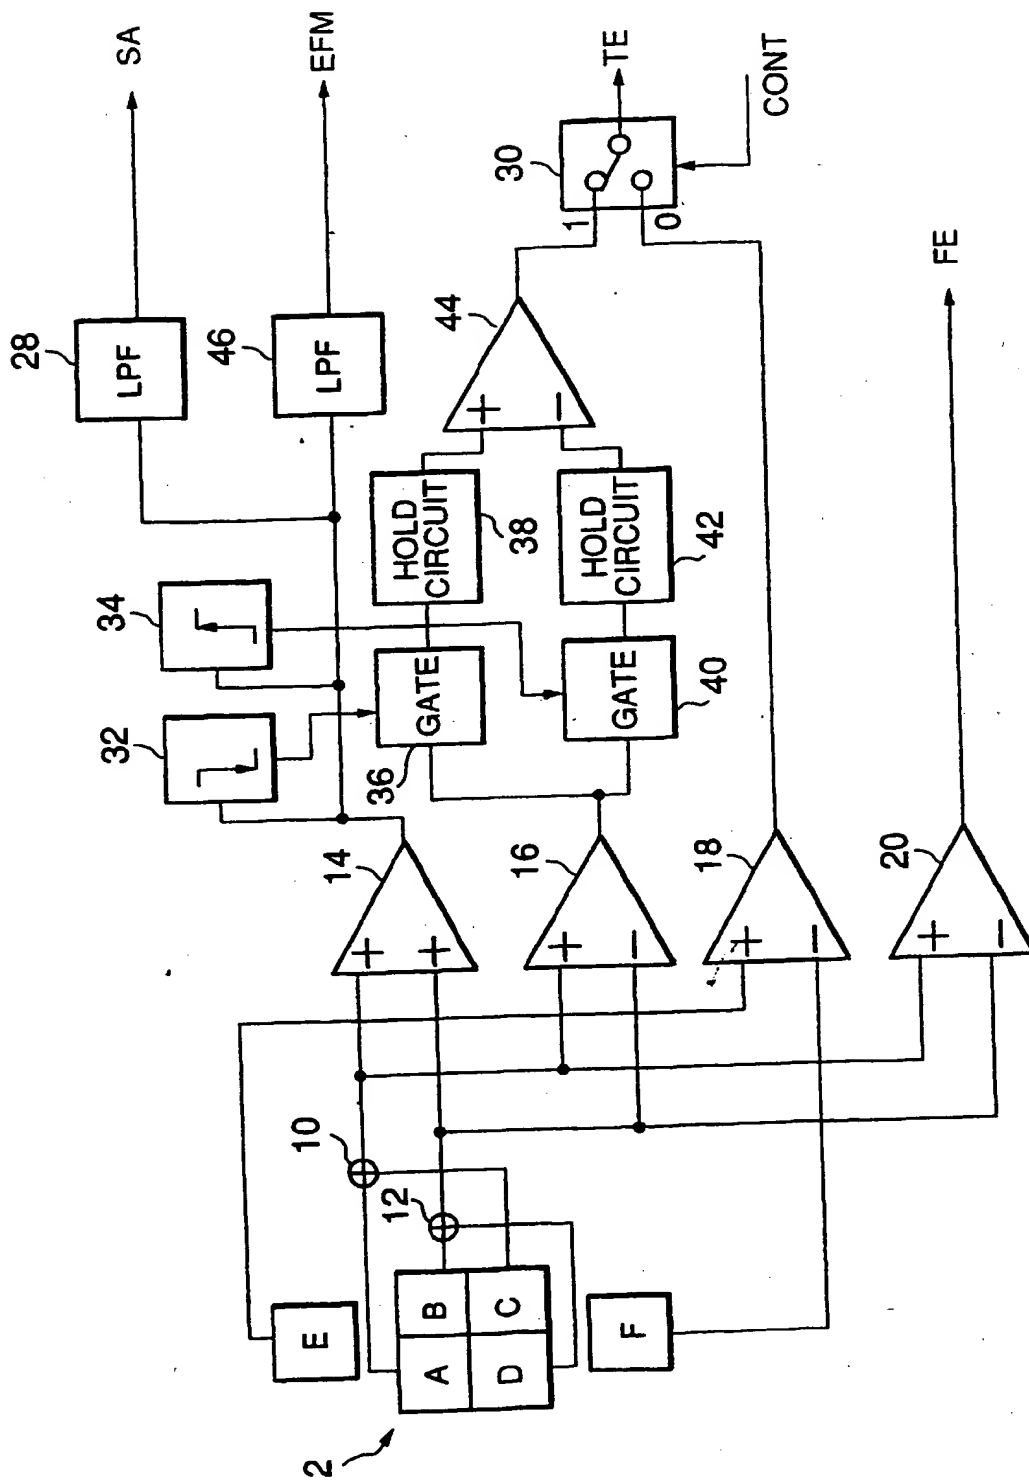 SA
EFM
TE
CONT
FE
28
LPF
46
LPF
30
1
0
44
+
−
34
32
HOLD
CIRCUIT
38
HOLD
CIRCUIT
42
GATE
36
GATE
40
14
+
+
16
+
−
18
+
−
20
+
−
10
12
E
A
B
D
C
F
2